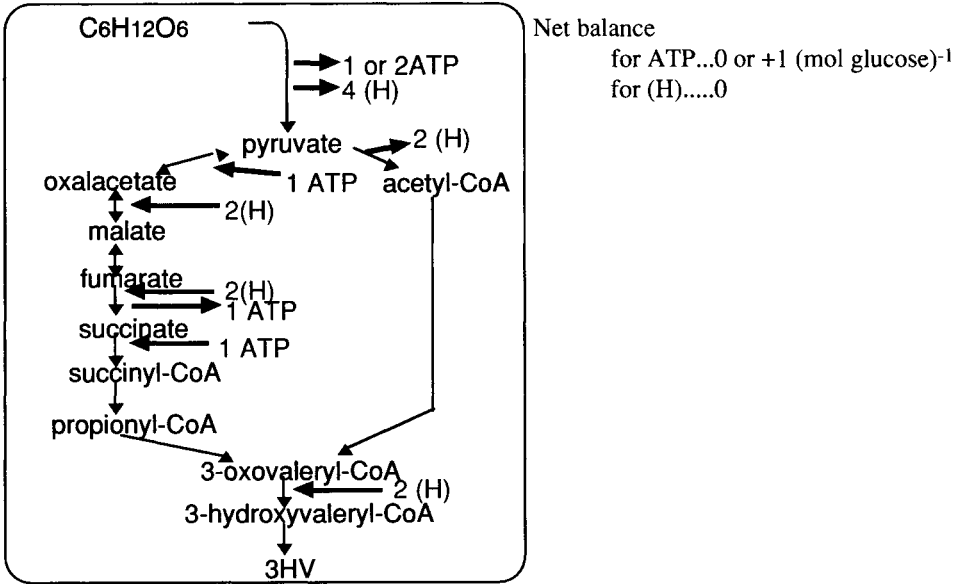 C6H12O6
Net balance
for ATP...0 or +1 (mol glucose)-1
for (H).....0
1 or 2ATP
4 (H)
pyruvate
2 (H)
oxalacetate
1 ATP
acetyl-CoA
2(H)
malate
fumarate
2(H)
1 ATP
succinate
1 ATP
succinyl-CoA
propionyl-CoA
3-oxovaleryl-CoA
2 (H)
3-hydroxyvaleryl-CoA
3HV